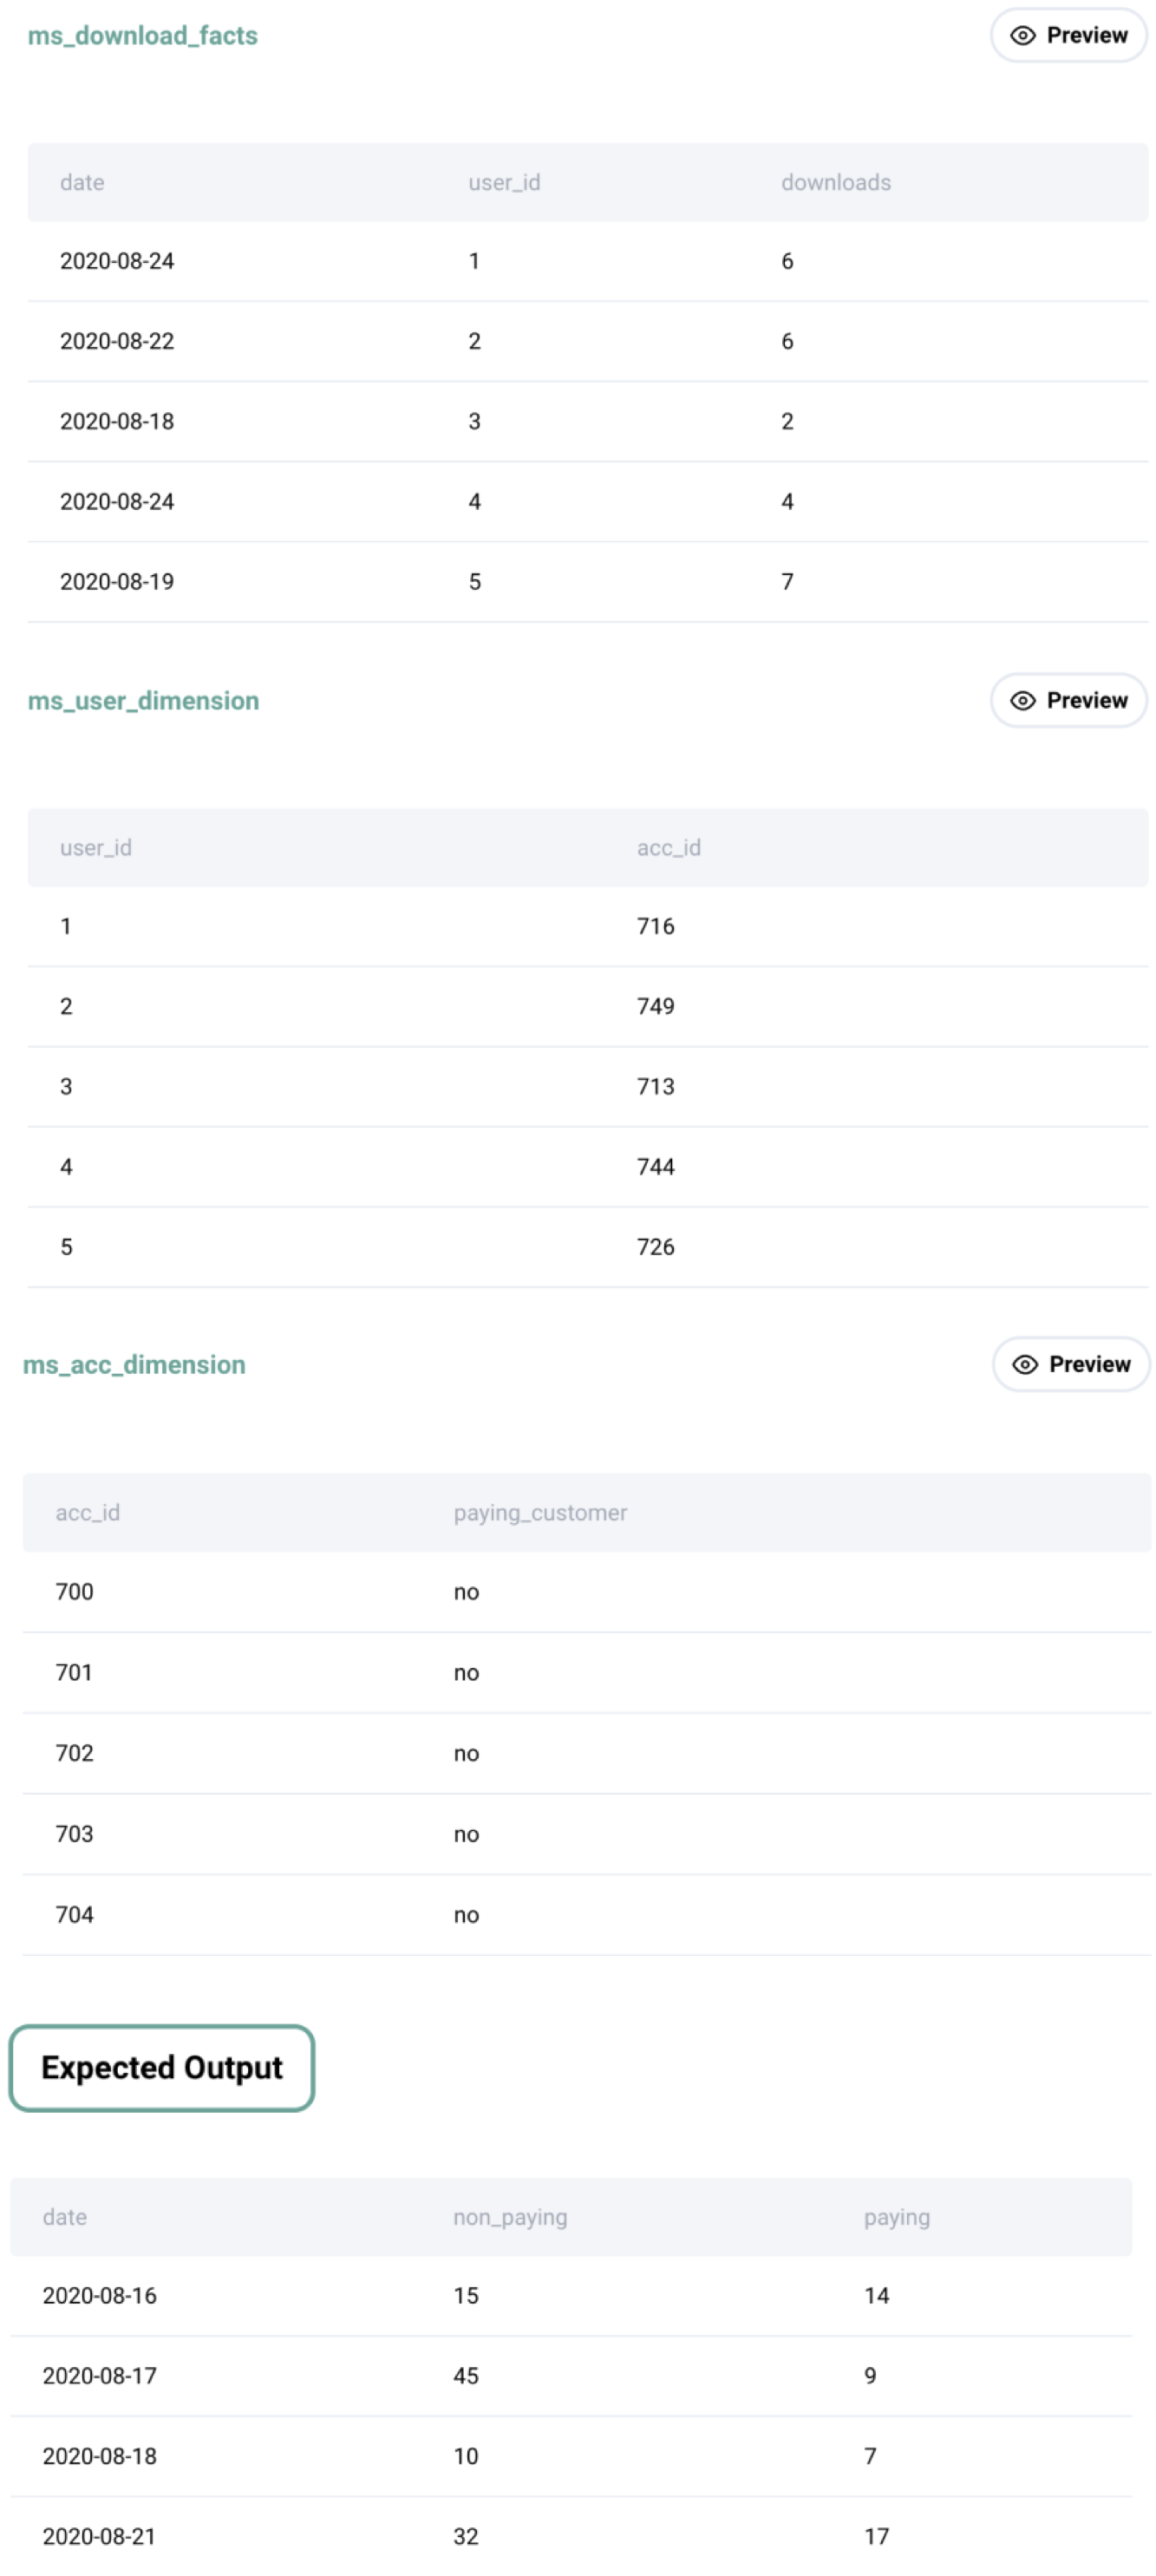 ms_download_facts Preview
date user_id downloads
2020-08-24 1 6
2020-08-22 2 6
2020-08-18 3 2
2020-08-24 4 4
2020-08-19 5 7
ms_user_dimension Preview
user_id acc_id
1 716
2 749
3 713
4 744
5 726
ms_acc_dimension Preview
acc_id paying_customer
700 no
701 no
702 no
703 no
704 no
Expected Output
date non_paying paying
2020-08-16 15 14
2020-08-17 45 9
2020-08-18 10 7
2020-08-21 32 17